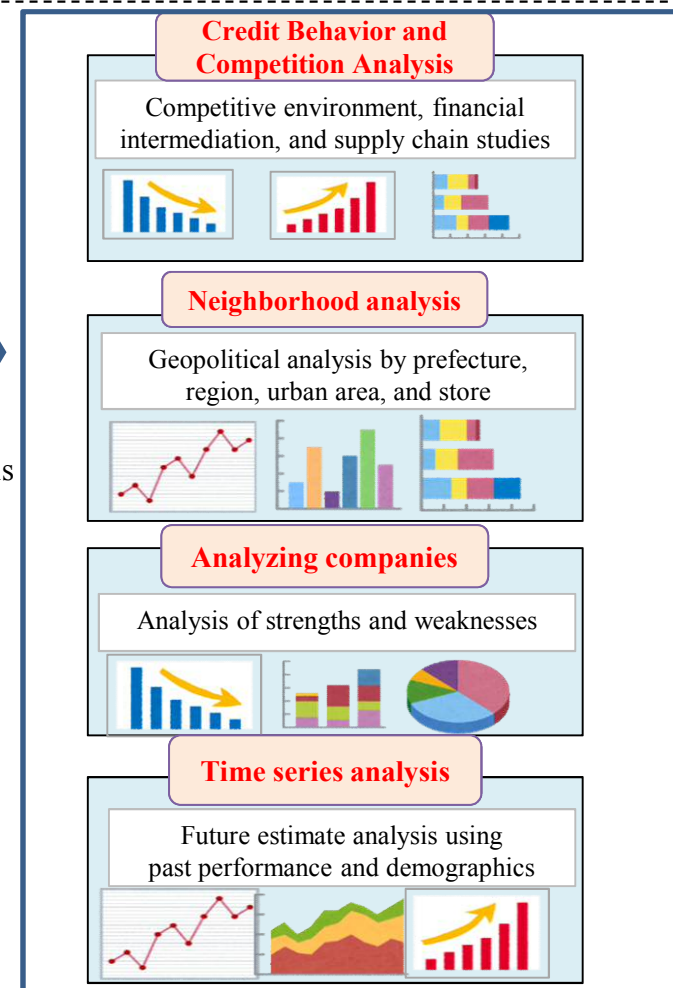 Credit Behavior and
Competition Analysis
Competitive environment, financial
intermediation, and supply chain studies
Neighborhood analysis
Geopolitical analysis by prefecture,
region, urban area, and store
Analyzing companies
Analysis of strengths and weaknesses
Time series analysis
Future estimate analysis using
past performance and demographics